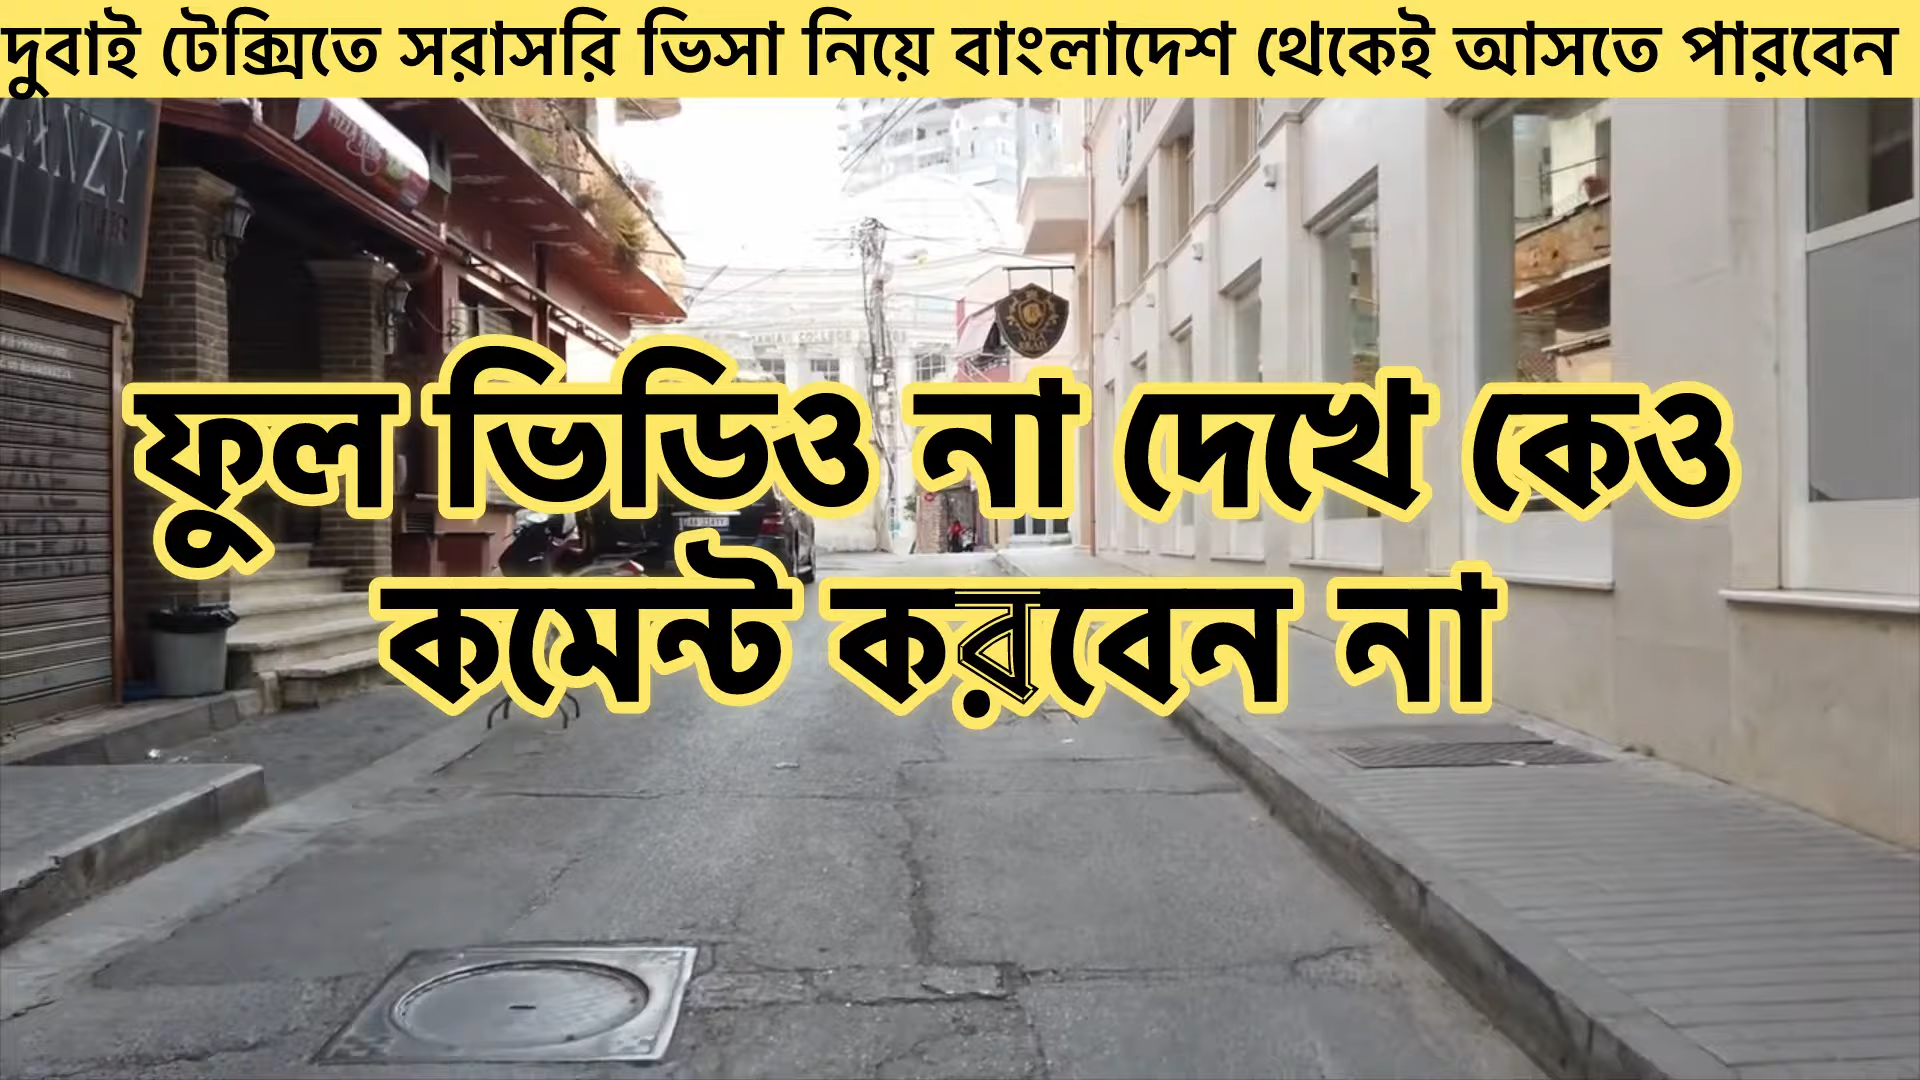 দুবাই টেক্সিতে সরাসরি ভিসা নিয়ে বাংলাদেশ থেকেই আসতে পারবেন
ফুল ভিডিও না দেখে কেও
কমেন্ট করবেন না